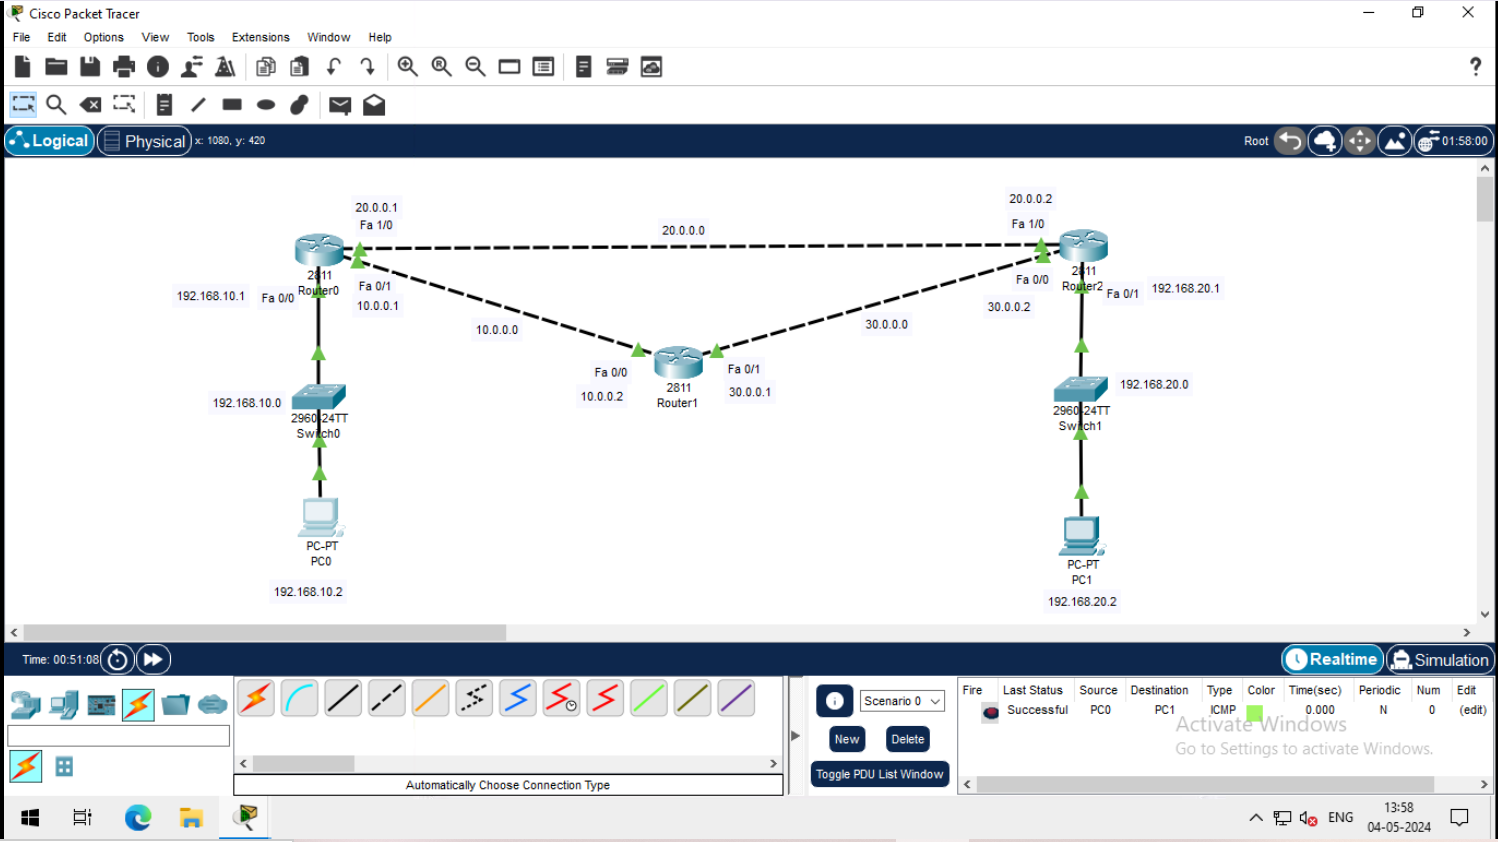 Cisco Packet Tracer
File Edit Options View Tools Extensions Window Help
Logical Physical x: 1080, y: 420 Root 01:58:00
20.0.0.1
Fa 1/0
20.0.0.0
20.0.0.2
Fa 1/0
2811
Router0
192.168.10.1
Fa 0/0
Fa 0/1
10.0.0.1
10.0.0.0
Fa 0/0
10.0.0.2
2811
Router1
Fa 0/1
30.0.0.1
30.0.0.0
Fa 0/0
30.0.0.2
2811
Router2
Fa 0/1
192.168.20.1
192.168.10.0
2960-24TT
Switch0
192.168.20.0
2960-24TT
Switch1
PC-PT
PC0
192.168.10.2
PC-PT
PC1
192.168.20.2
Time: 00:51:08 Realtime Simulation
Automatically Choose Connection Type
Scenario 0
New Delete
Toggle PDU List Window
Fire Last Status Source Destination Type Color Time(sec) Periodic Num Edit
Successful PC0 PC1 ICMP 0.000 N 0 (edit)
Activate Windows
Go to Settings to activate Windows.
ENG
13:58
04-05-2024